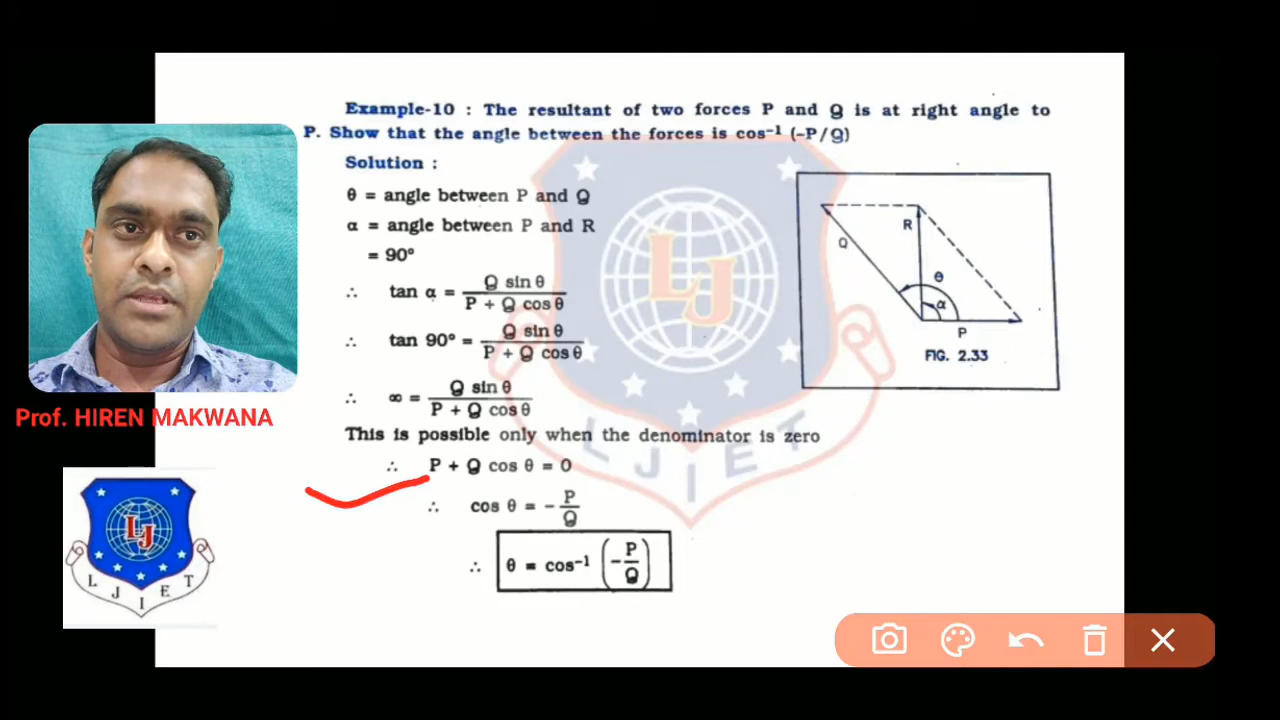 Example-10 : The resultant of two forces P and Q is at right angle to
P. Show that the angle between the forces is cos⁻¹ (–P/Q)
Solution :
θ = angle between P and Q
α = angle between P and R
= 90°
∴ tan α = Q sin θ / P + Q cos θ
∴ tan 90° = Q sin θ / P + Q cos θ
∴ ∞ = Q sin θ / P + Q cos θ
This is possible only when the denominator is zero
∴ P + Q cos θ = 0
∴ cos θ = – P/Q
∴ θ = cos⁻¹ (– P/Q)
R
Q
θ
α
P
FIG. 2.33
LJ
L J I E T
Prof. HIREN MAKWANA
LJ
L J I E T